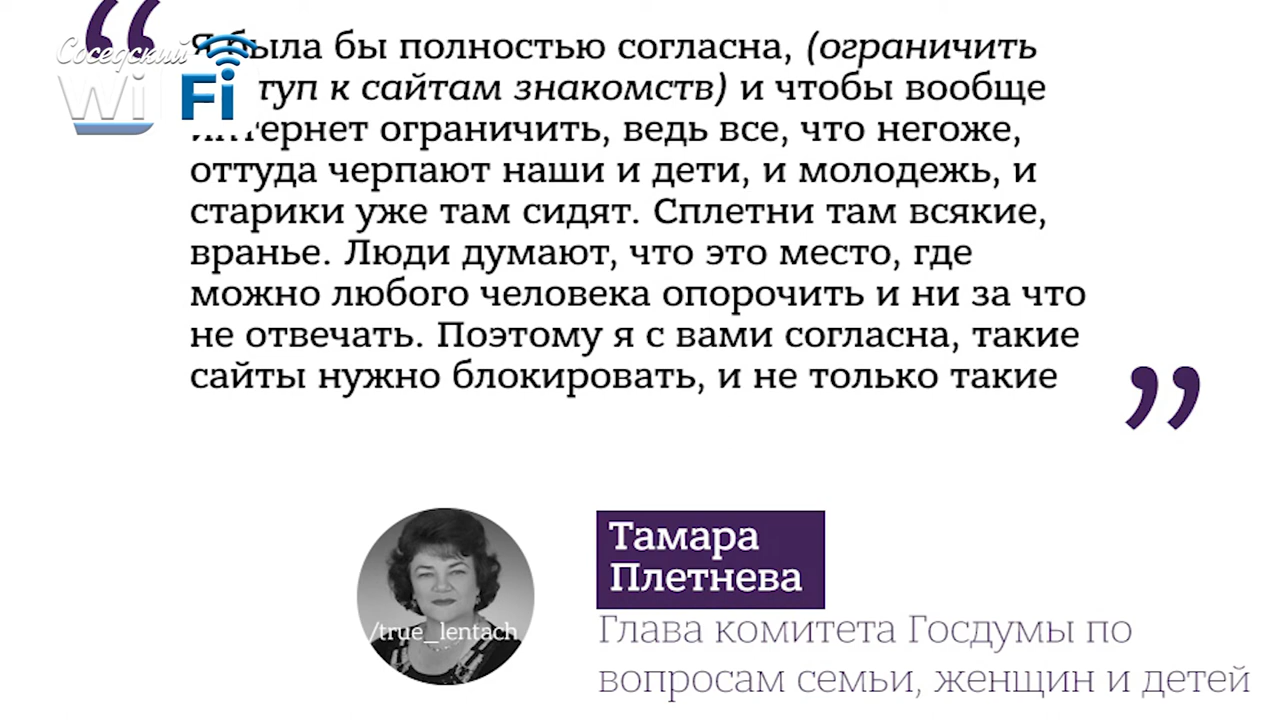 “
Соседский
Wi Fi
была бы полностью согласна, (ограничить
к сайтам знакомств) и чтобы вообще
интернет ограничить, ведь все, что негоже,
оттуда черпают наши и дети, и молодежь, и
старики уже там сидят. Сплетни там всякие,
вранье. Люди думают, что это место, где
можно любого человека опорочить и ни за что
не отвечать. Поэтому я с вами согласна, такие
сайты нужно блокировать, и не только такие
”
/true_lentach
Тамара
Плетнева
Глава комитета Госдумы по
вопросам семьи, женщин и детей